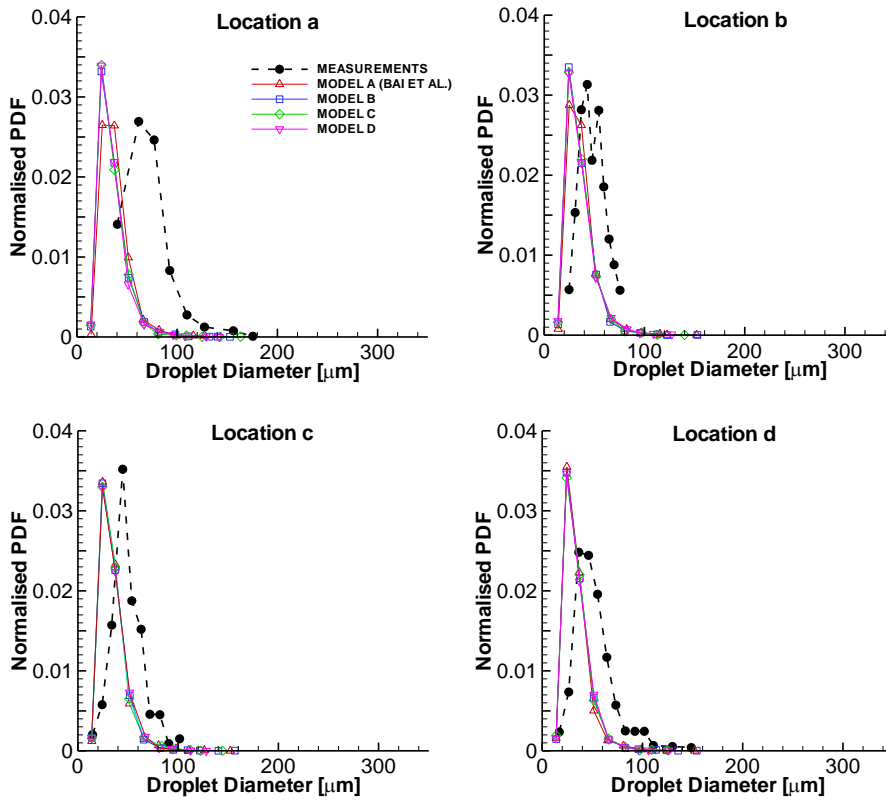 Location a
Normalised PDF
0.04
0.03
0.02
0.01
0
0
100
200
300
Droplet Diameter [μm]
MEASUREMENTS
MODEL A (BAI ET AL.)
MODEL B
MODEL C
MODEL D
Location b
Normalised PDF
0.04
0.03
0.02
0.01
0
0
100
200
300
Droplet Diameter [μm]
Location c
Normalised PDF
0.04
0.03
0.02
0.01
0
0
100
200
300
Droplet Diameter [μm]
Location d
Normalised PDF
0.04
0.03
0.02
0.01
0
0
100
200
300
Droplet Diameter [μm]